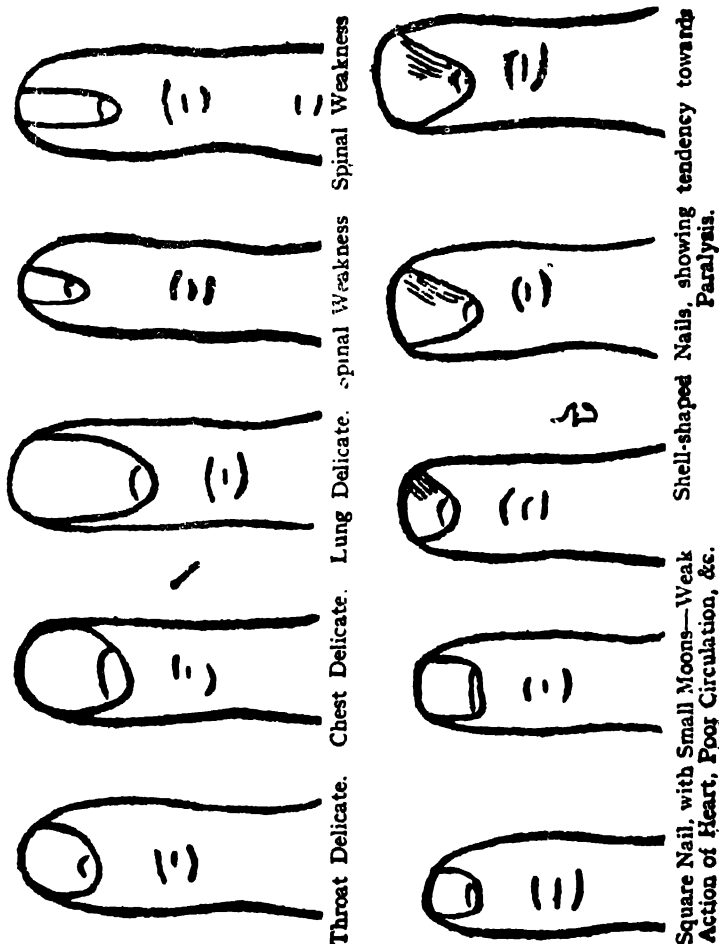 Throat Delicate. Chest Delicate. Lung Delicate. Spinal Weakness Spinal Weakness
Square Nail, with Small Moons—Weak
Action of Heart, Poor Circulation, &c.
Shell-shaped Nails, showing tendency towards
Paralysis.